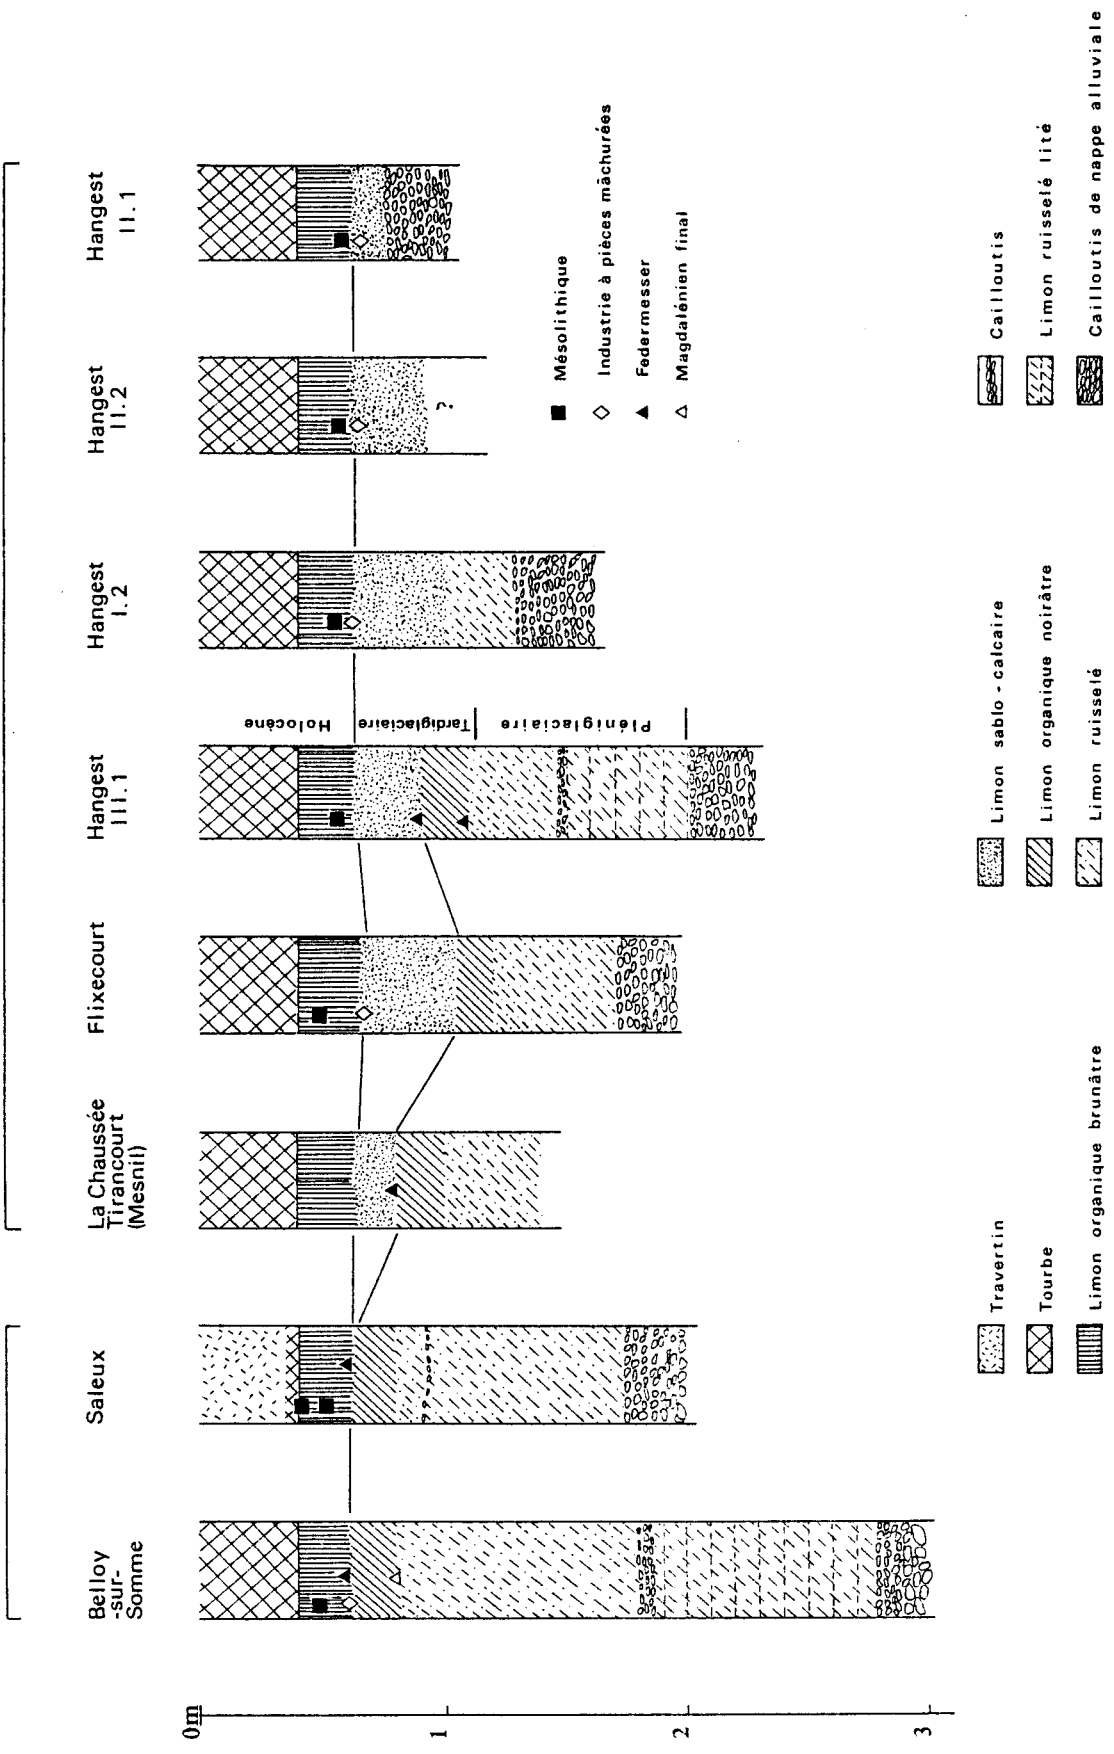 Belloy
-sur-
Somme
Saleux
La Chaussée
Tirancourt
(Mesnil)
Flixecourt
Hangest
III.1
Hangest
I.2
Hangest
II.2
Hangest
II.1
0m
1
2
3
Holocène
Tardiglaciaire
Pléniglaciaire
?
Mésolithique
Industrie à pièces mâchurées
Federmesser
Magdalénien final
Travertin
Tourbe
Limon organique brunâtre
Limon sablo-calcaire
Limon organique noirâtre
Limon ruisselé
Cailloutis
Limon ruisselé lité
Cailloutis de nappe alluviale